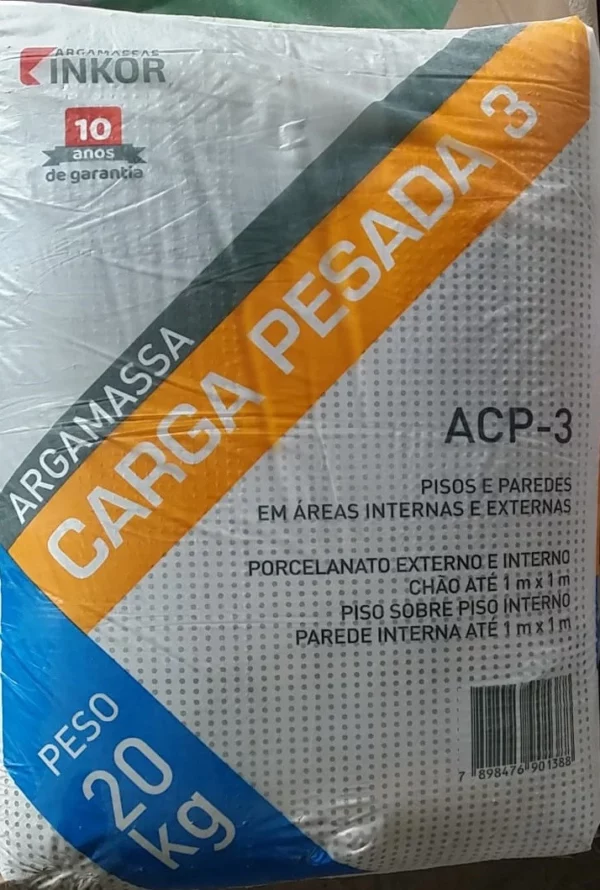 ARGAMASSAS
INKOR
10
anos
de garantia
ARGAMASSA
CARGA PESADA 3
ACP-3
PISOS E PAREDES
EM ÁREAS INTERNAS E EXTERNAS
PORCELANATO EXTERNO E INTERNO
CHÃO ATÉ 1 m x 1 m
PISO SOBRE PISO INTERNO
PAREDE INTERNA ATÉ 1 m x 1 m
PESO
20
kg
7 898476 901388